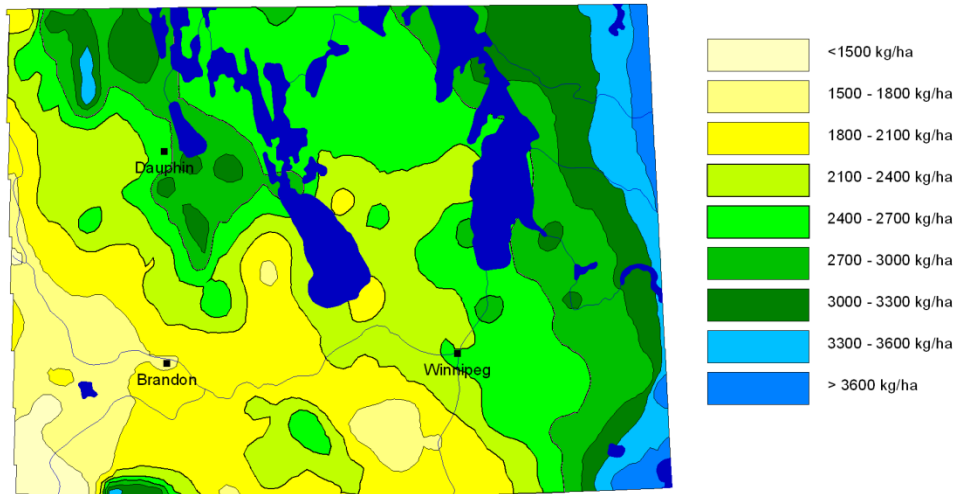 Dauphin
Brandon
Winnipeg
<1500 kg/ha
1500 - 1800 kg/ha
1800 - 2100 kg/ha
2100 - 2400 kg/ha
2400 - 2700 kg/ha
2700 - 3000 kg/ha
3000 - 3300 kg/ha
3300 - 3600 kg/ha
> 3600 kg/ha